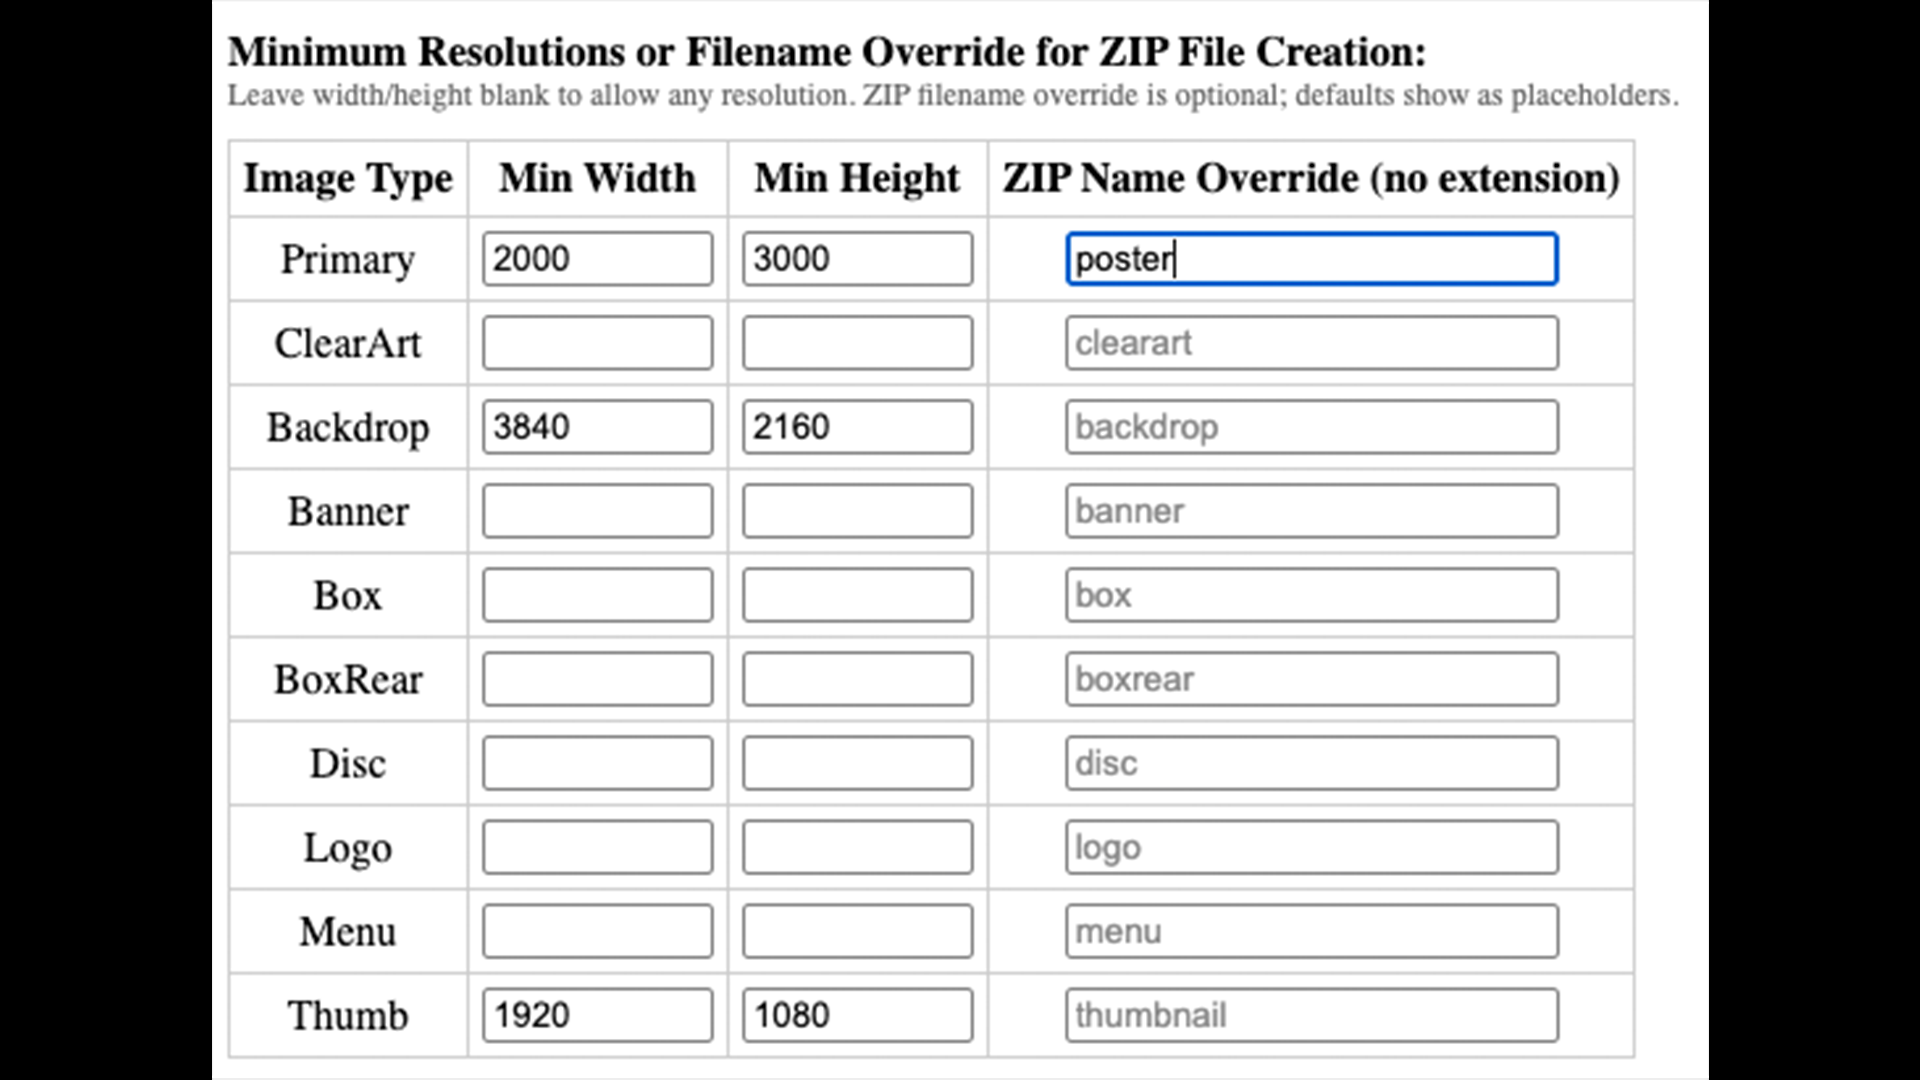 Minimum Resolutions or Filename Override for ZIP File Creation:
Leave width/height blank to allow any resolution. ZIP filename override is optional; defaults show as placeholders.
Image Type Min Width Min Height ZIP Name Override (no extension)
Primary 2000 3000 poster
ClearArt clearart
Backdrop 3840 2160 backdrop
Banner banner
Box box
BoxRear boxrear
Disc disc
Logo logo
Menu menu
Thumb 1920 1080 thumbnail